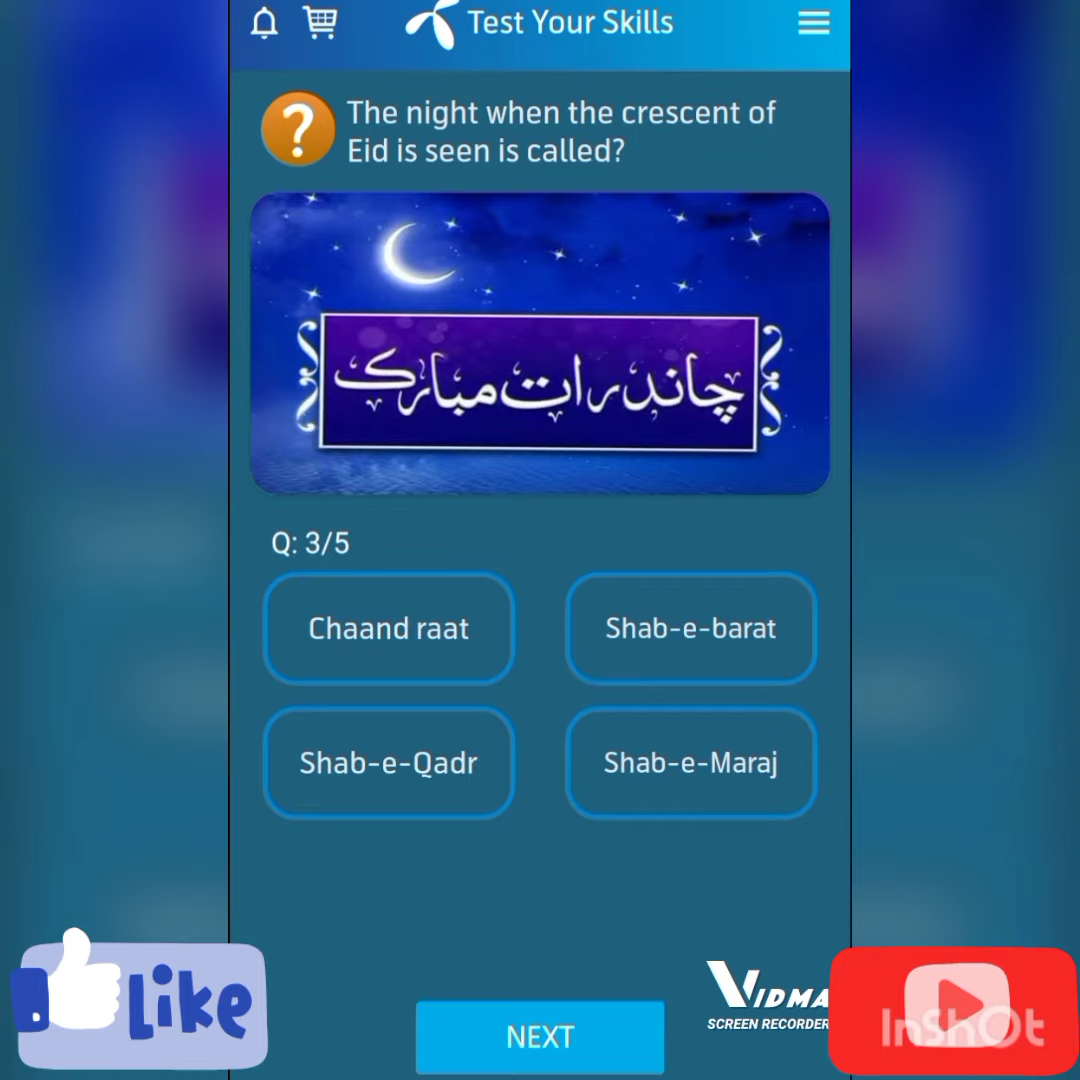 Test Your Skills
?
The night when the crescent of
Eid is seen is called?
چاند رات مبارک
Q: 3/5
Chaand raat
Shab-e-barat
Shab-e-Qadr
Shab-e-Maraj
Like
VIDMA
SCREEN RECORDER
InShOt
NEXT